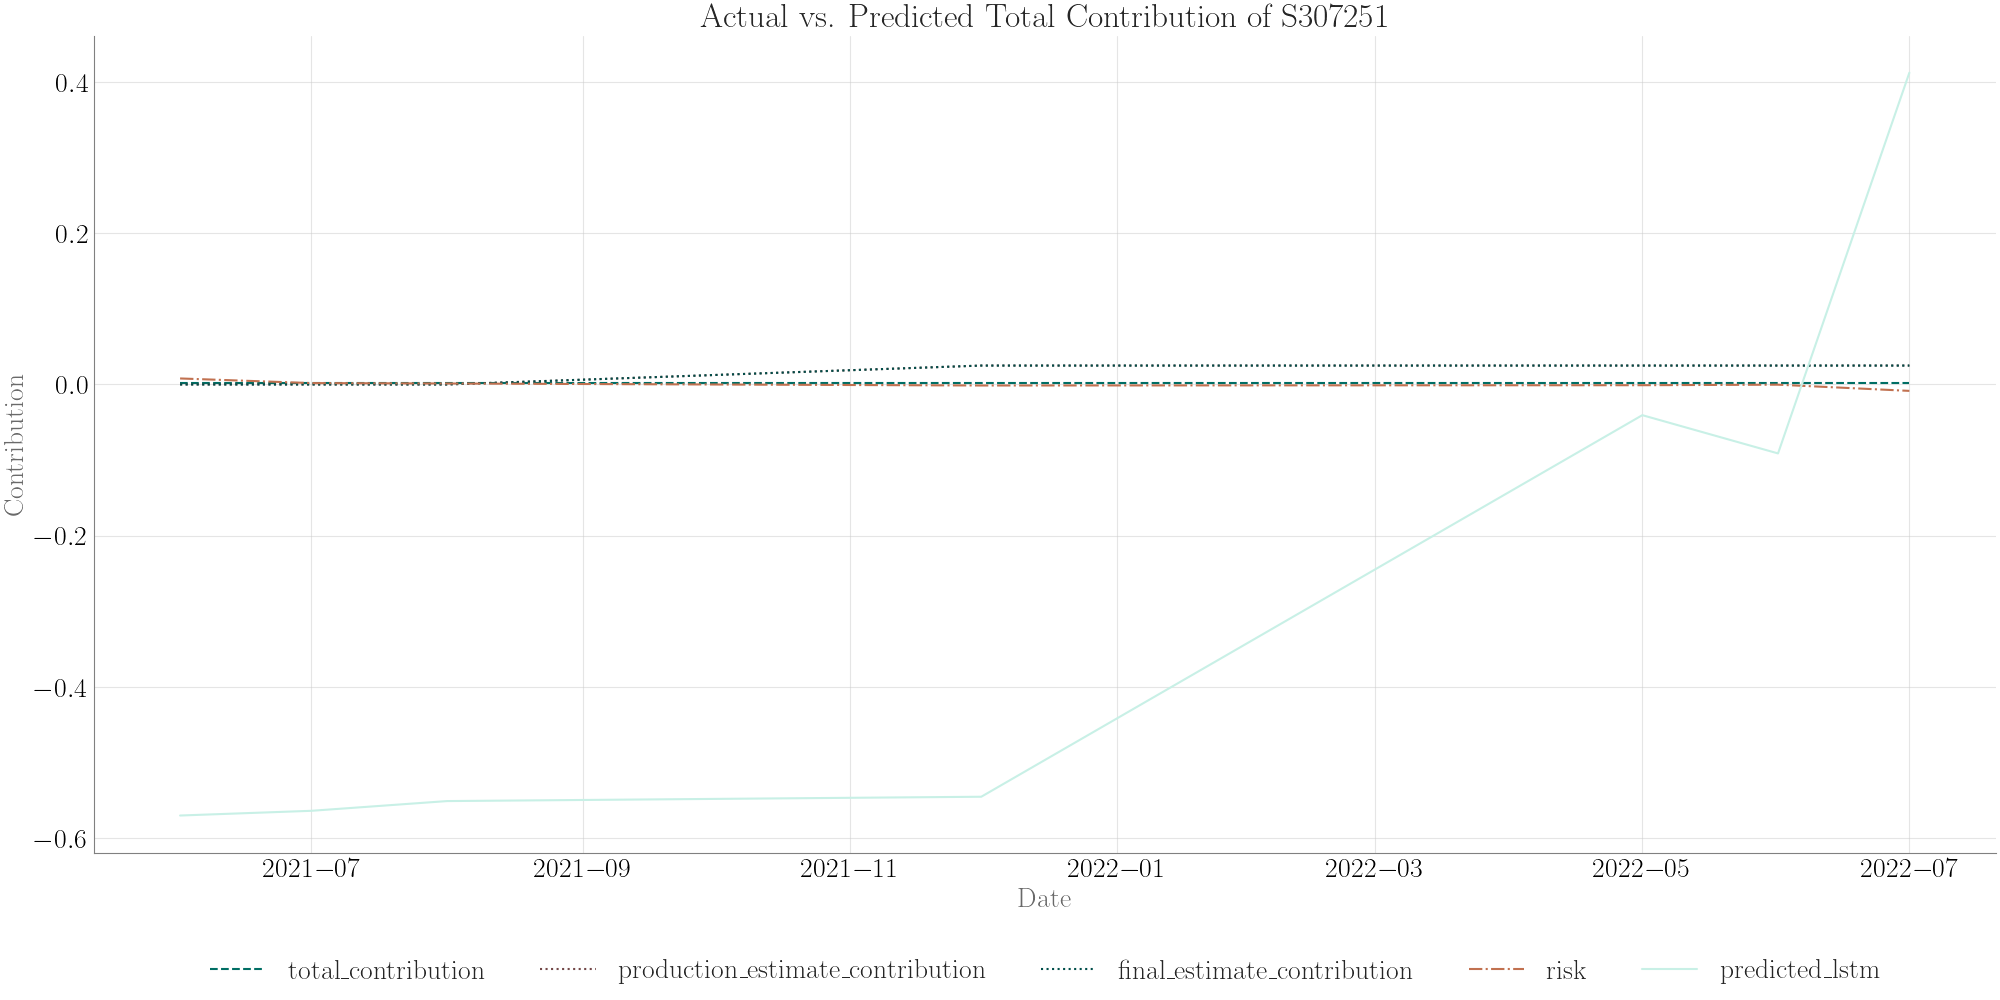 Actual vs. Predicted Total Contribution of S307251
0.4
0.2
0.0
−0.2
−0.4
−0.6
Contribution
2021−07 2021−09 2021−11 2022−01 2022−03 2022−05 2022−07
Date
total_contribution production_estimate_contribution final_estimate_contribution risk predicted_lstm